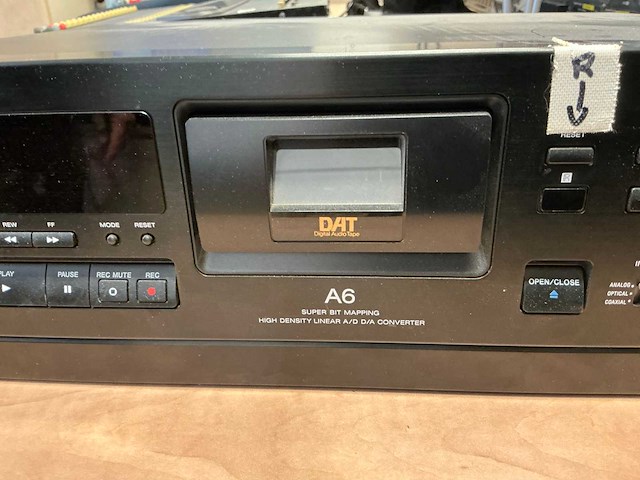 R
RESET
REW
FF
MODE
RESET
DAT
Digital Audio Tape
PLAY
PAUSE
REC MUTE
REC
A6
SUPER BIT MAPPING
HIGH DENSITY LINEAR A/D D/A CONVERTER
OPEN/CLOSE
IN
ANALOG
OPTICAL
COAXIAL